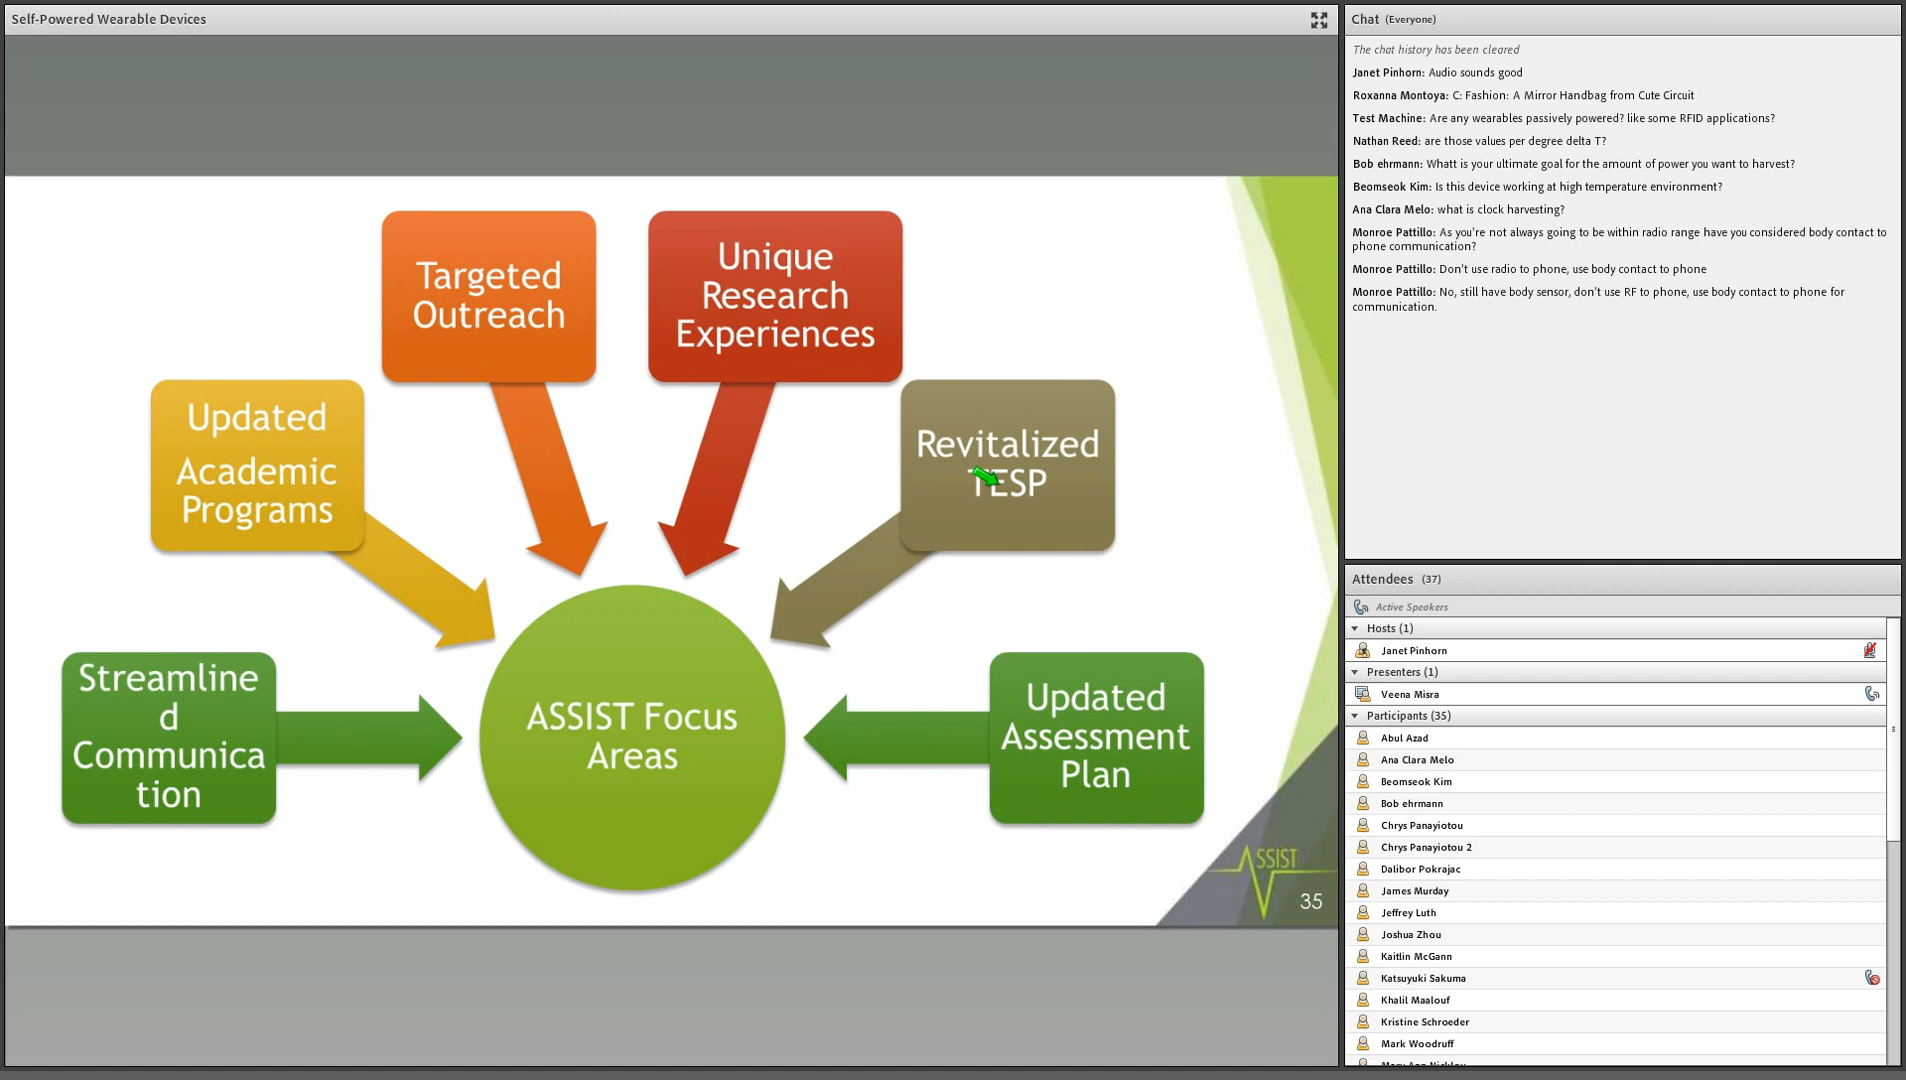 Self-Powered Wearable Devices
Targeted
Outreach
Unique
Research
Experiences
Updated
Academic
Programs
Revitalized
TESP
Streamline
d
Communica
tion
ASSIST Focus
Areas
Updated
Assessment
Plan
ASSIST
35
Chat (Everyone)
The chat history has been cleared
Janet Pinhorn: Audio sounds good
Roxanna Montoya: C: Fashion: A Mirror Handbag from Cute Circuit
Test Machine: Are any wearables passively powered? like some RFID applications?
Nathan Reed: are those values per degree delta T?
Bob ehrmann: Whatt is your ultimate goal for the amount of power you want to harvest?
Beomseok Kim: Is this device working at high temperature environment?
Ana Clara Melo: what is clock harvesting?
Monroe Pattillo: As you're not always going to be within radio range have you considered body contact to
phone communication?
Monroe Pattillo: Don't use radio to phone, use body contact to phone
Monroe Pattillo: No, still have body sensor, don't use RF to phone, use body contact to phone for
communication.
Attendees (37)
Active Speakers
Hosts (1)
Janet Pinhorn
Presenters (1)
Veena Misra
Participants (35)
Abul Azad
Ana Clara Melo
Beomseok Kim
Bob ehrmann
Chrys Panayiotou
Chrys Panayiotou 2
Dalibor Pokrajac
James Murday
Jeffrey Luth
Joshua Zhou
Kaitlin McGann
Katsuyuki Sakuma
Khalil Maalouf
Kristine Schroeder
Mark Woodruff